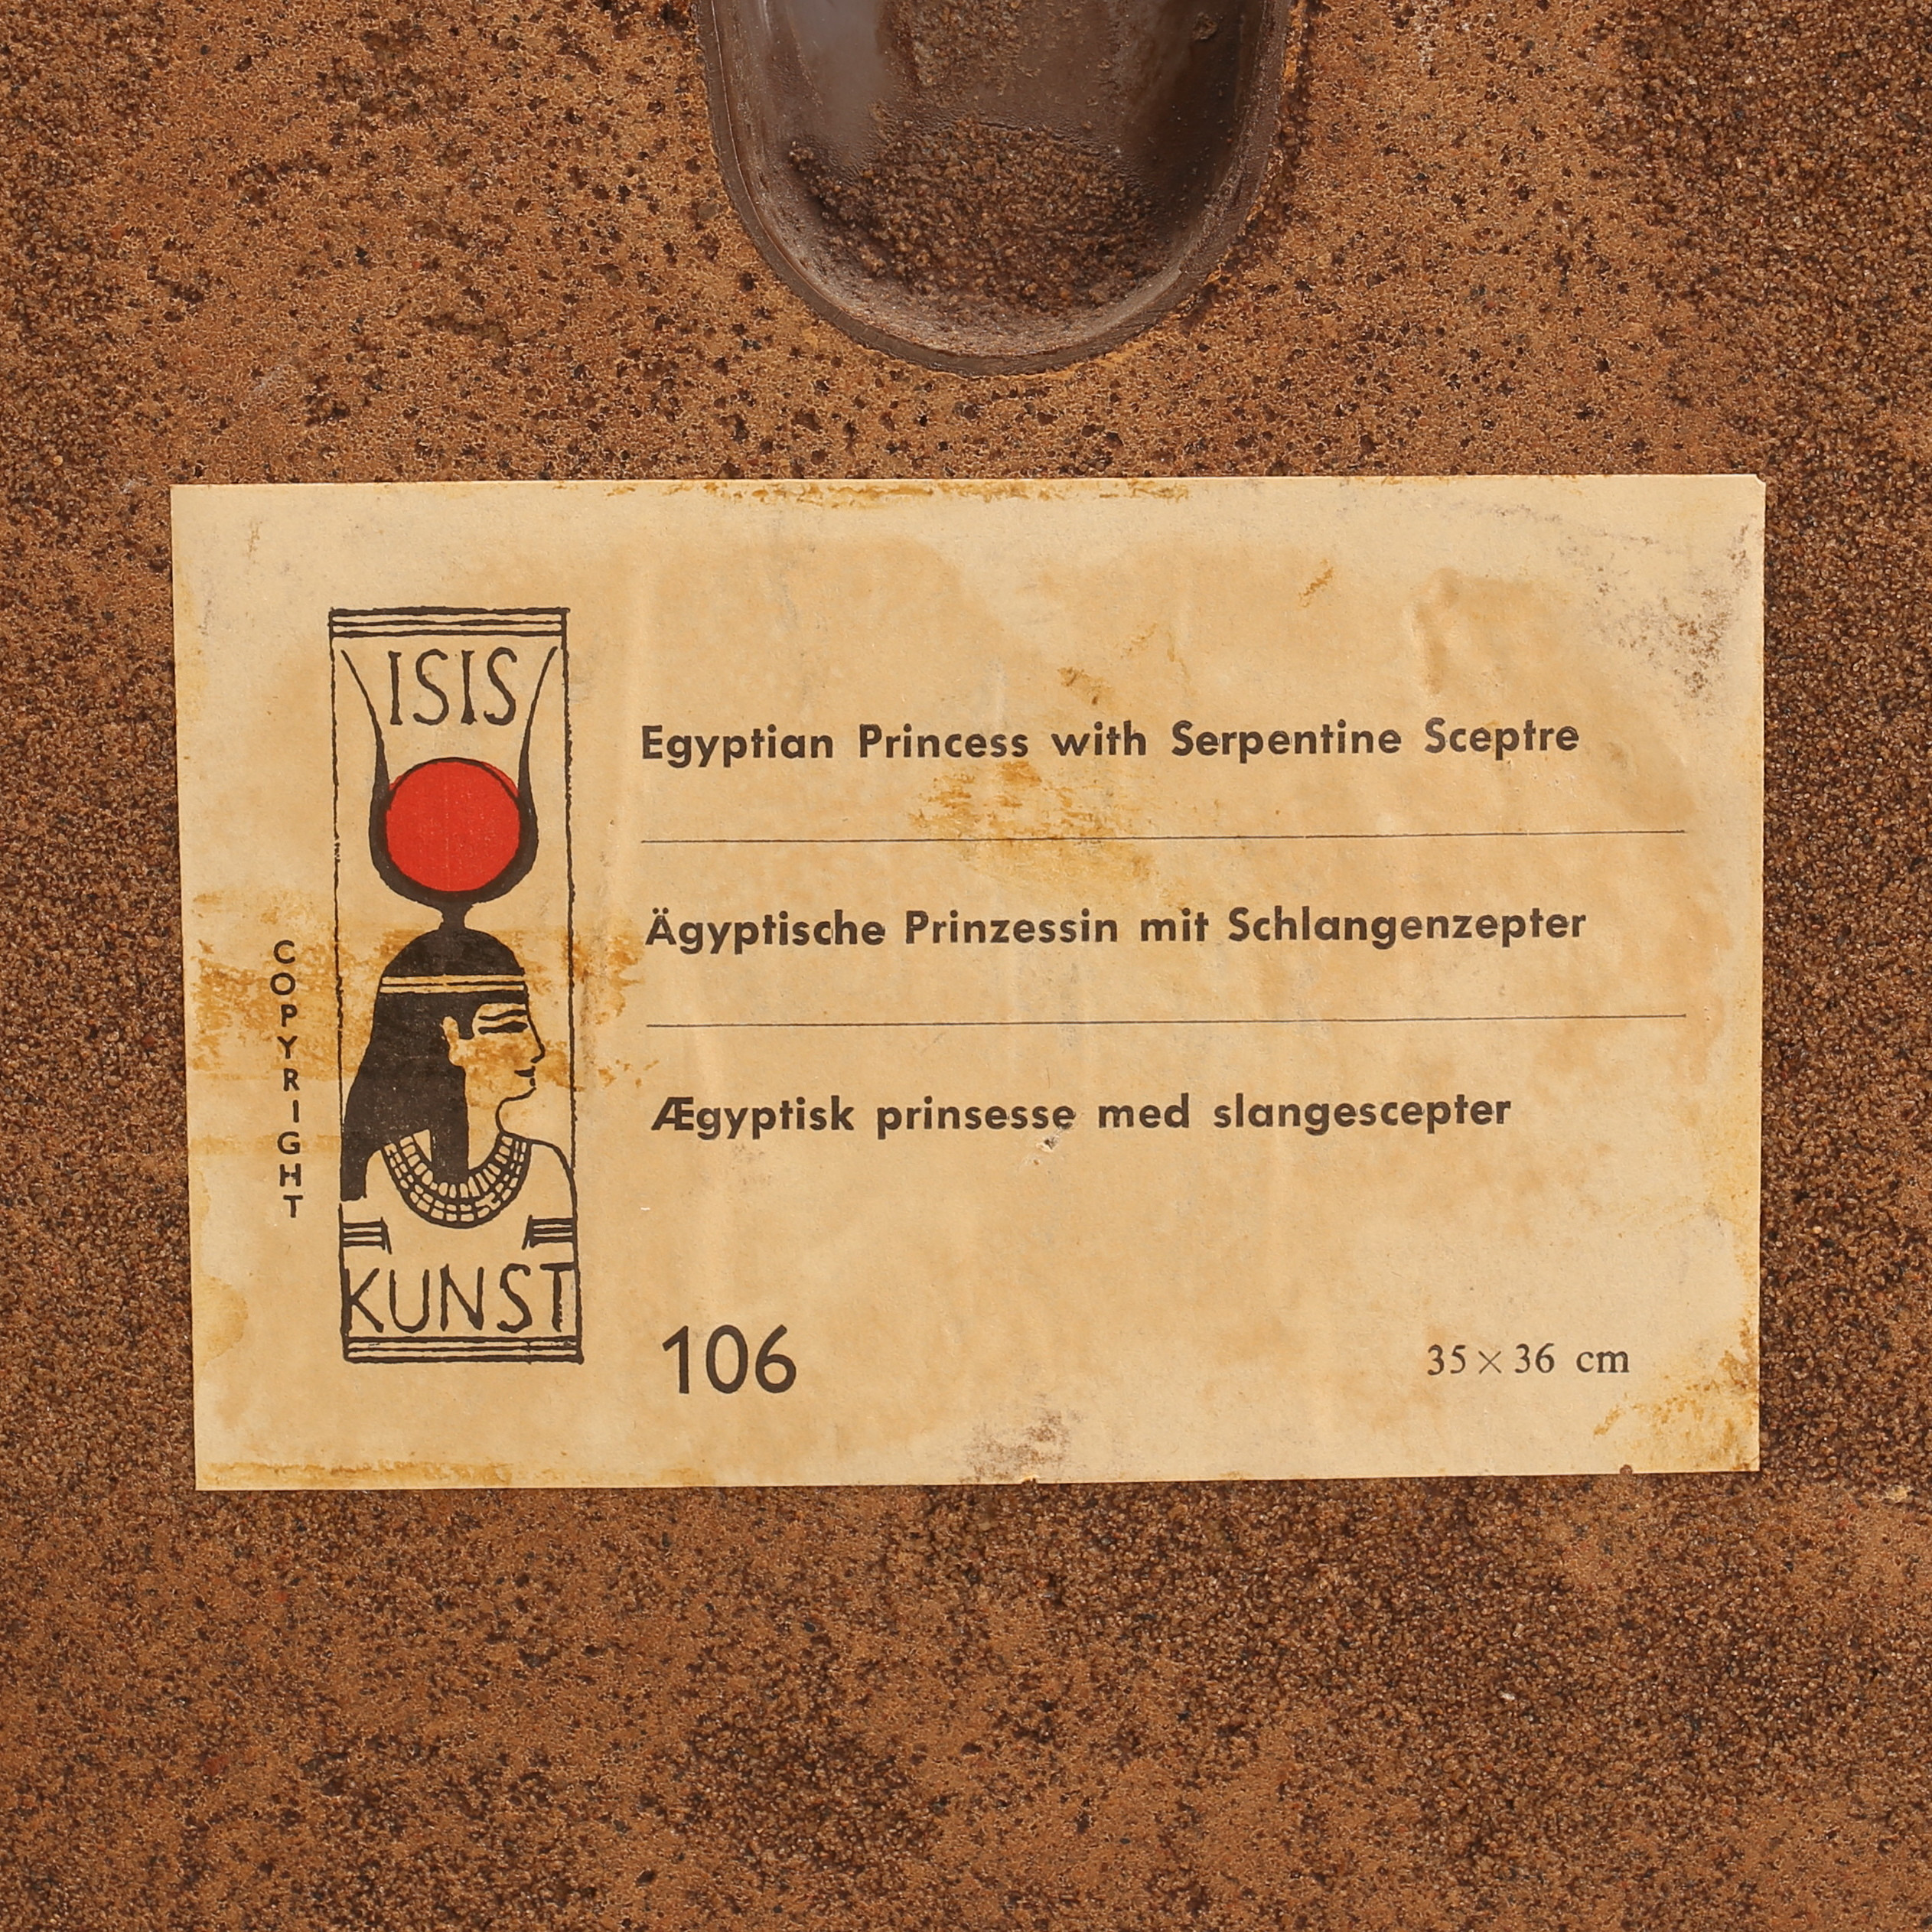 ISIS
KUNST
COPYRIGHT
Egyptian Princess with Serpentine Sceptre
Ägyptische Prinzessin mit Schlangenzepter
Ægyptisk prinsesse med slangescepter
106
35 × 36 cm